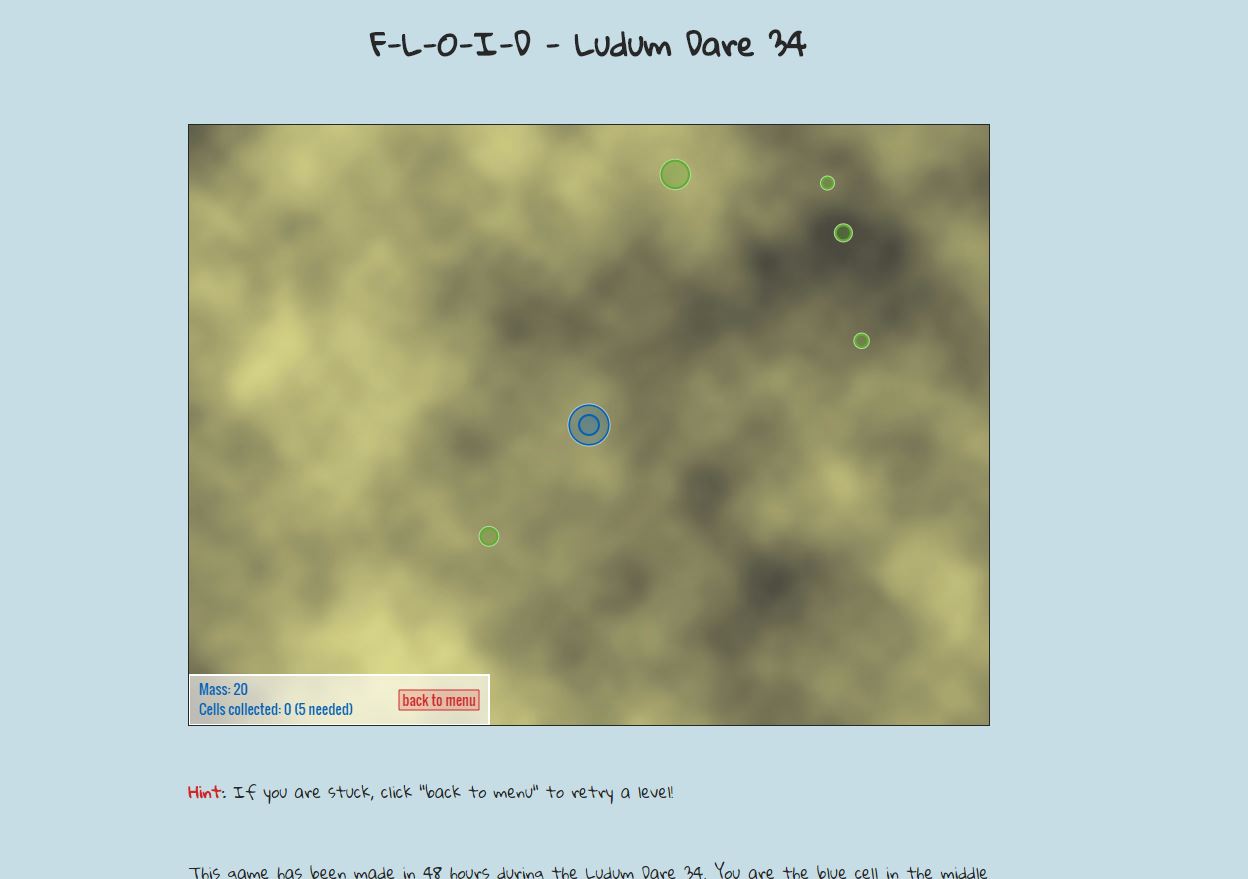 F-L-O-I-D - Ludum Dare 34
Mass: 20
Cells collected: 0 (5 needed)
back to menu
Hint: If you are stuck, click "back to menu" to retry a level!
This game has been made in 48 hours during the Ludum Dare 34. You are the blue cell in the middle